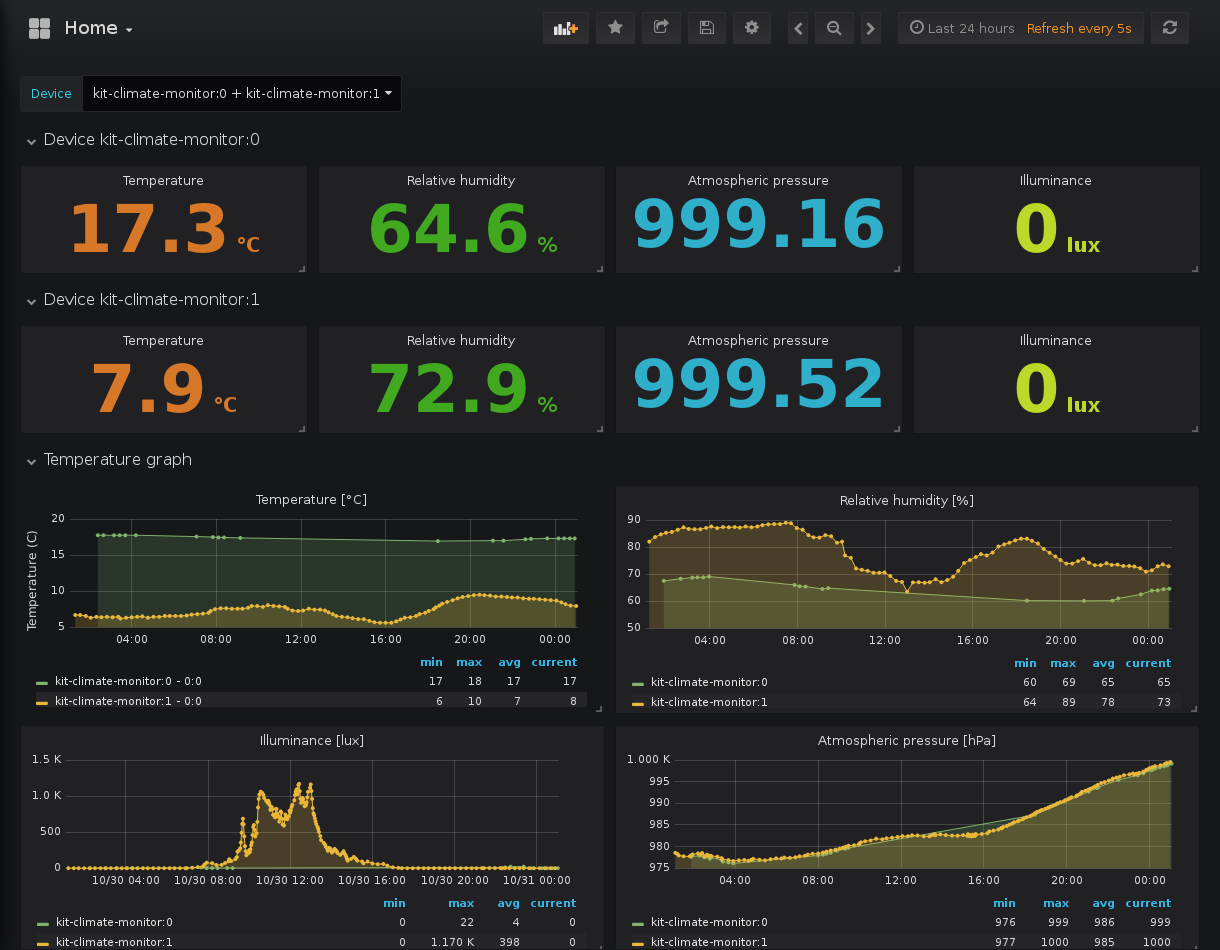 Home
Last 24 hours Refresh every 5s
Device kit-climate-monitor:0 + kit-climate-monitor:1
Device kit-climate-monitor:0
Temperature Relative humidity Atmospheric pressure Illuminance
17.3 °C 64.6 % 999.16 0 lux
Device kit-climate-monitor:1
Temperature Relative humidity Atmospheric pressure Illuminance
7.9 °C 72.9 % 999.52 0 lux
Temperature graph
Temperature [°C]
Temperature (C)
20
15
10
5
04:00 08:00 12:00 16:00 20:00 00:00
min max avg current
kit-climate-monitor:0 - 0:0 17 18 17 17
kit-climate-monitor:1 - 0:0 6 10 7 8
Relative humidity [%]
90
80
70
60
50
04:00 08:00 12:00 16:00 20:00 00:00
min max avg current
kit-climate-monitor:0 60 69 65 65
kit-climate-monitor:1 64 89 78 73
Illuminance [lux]
1.5 K
1.0 K
500
0
10/30 04:00 10/30 08:00 10/30 12:00 10/30 16:00 10/30 20:00 10/31 00:00
min max avg current
kit-climate-monitor:0 0 22 4 0
kit-climate-monitor:1 0 1.170 K 398 0
Atmospheric pressure [hPa]
1.000 K
995
990
985
980
975
04:00 08:00 12:00 16:00 20:00 00:00
min max avg current
kit-climate-monitor:0 976 999 986 999
kit-climate-monitor:1 977 1000 985 1000